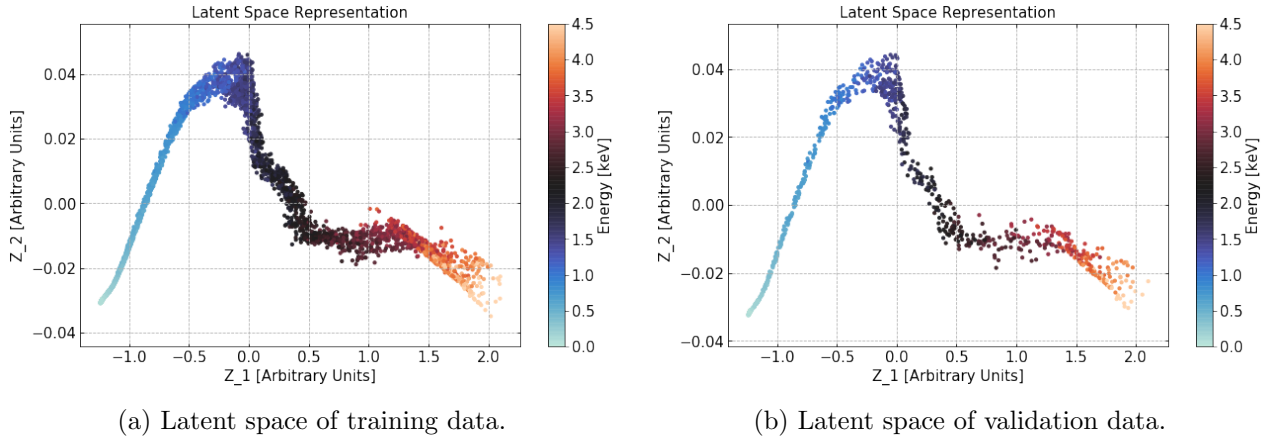 Latent Space Representation
Z_2 [Arbitrary Units]
0.04
0.02
0.00
−0.02
−0.04
−1.0 −0.5 0.0 0.5 1.0 1.5 2.0
Z_1 [Arbitrary Units]
4.5
4.0
3.5
3.0
2.5
2.0
1.5
1.0
0.5
0.0
Energy [keV]
(a) Latent space of training data.
Latent Space Representation
Z_2 [Arbitrary Units]
0.04
0.02
0.00
−0.02
−0.04
−1.0 −0.5 0.0 0.5 1.0 1.5 2.0
Z_1 [Arbitrary Units]
4.5
4.0
3.5
3.0
2.5
2.0
1.5
1.0
0.5
0.0
Energy [keV]
(b) Latent space of validation data.